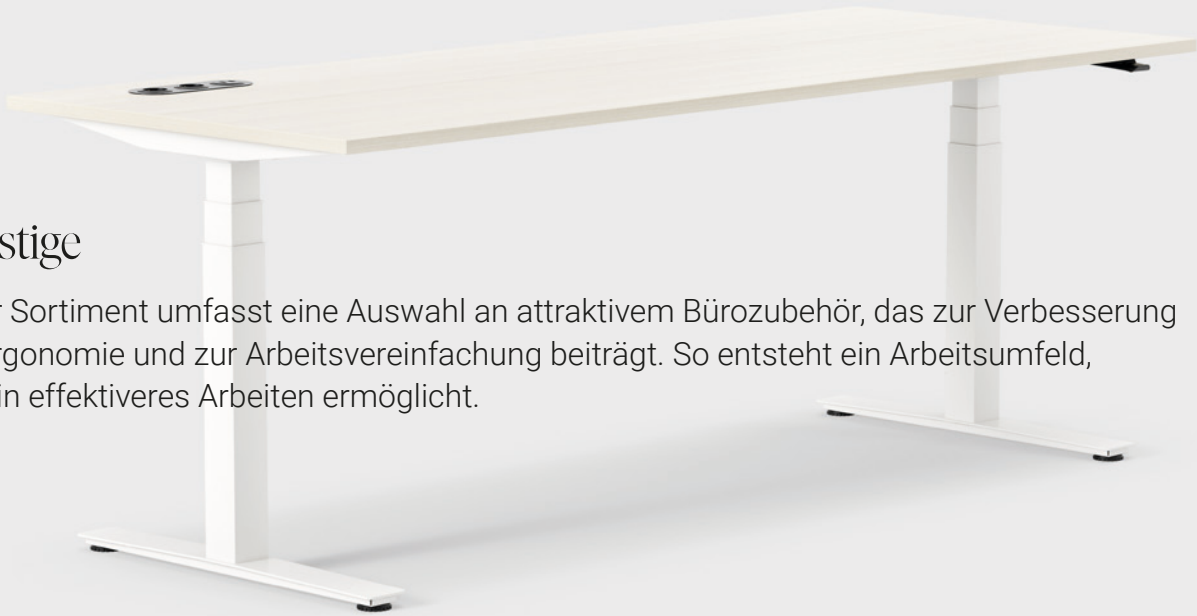 stige
r Sortiment umfasst eine Auswahl an attraktivem Bürozubehör, das zur Verbesserung
rgonomie und zur Arbeitsvereinfachung beiträgt. So entsteht ein Arbeitsumfeld,
in effektiveres Arbeiten ermöglicht.